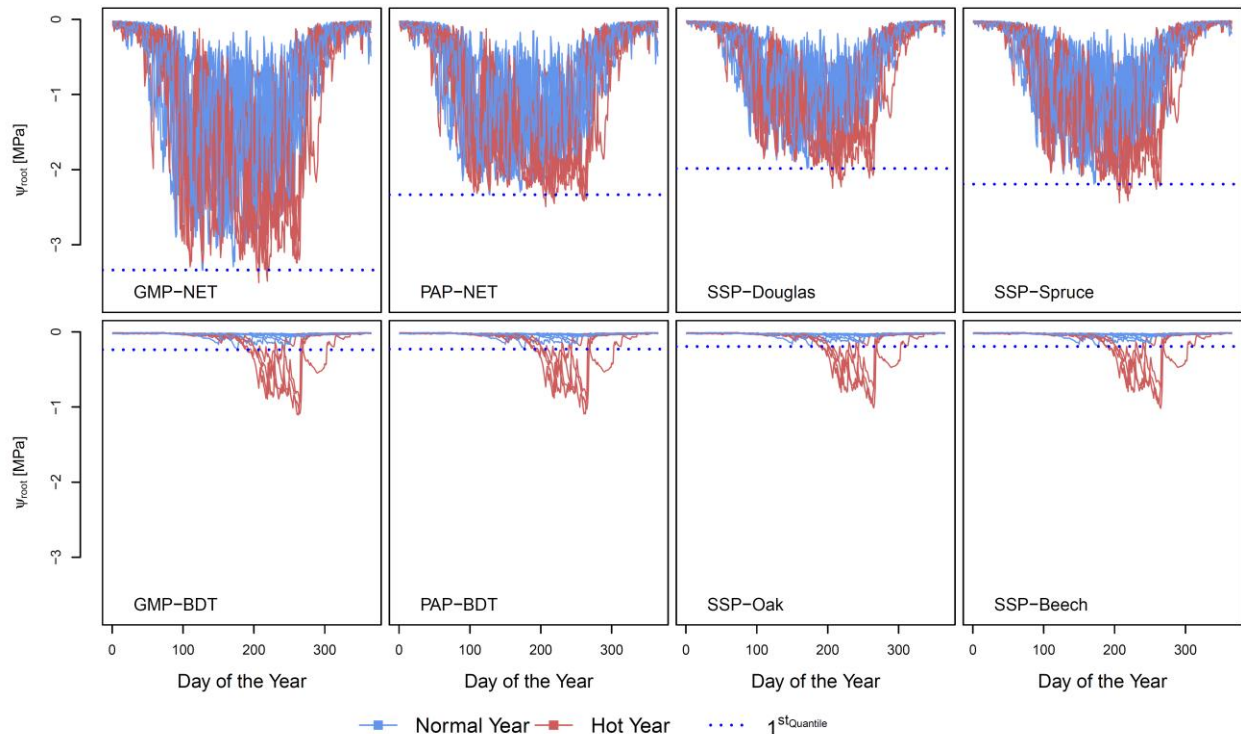 0
-1
-2
-3
ψroot [MPa]
GMP−NET
PAP−NET
SSP−Douglas
SSP−Spruce
0
-1
-2
-3
ψroot [MPa]
GMP−BDT
PAP−BDT
SSP−Oak
SSP−Beech
0 100 200 300 0 100 200 300 0 100 200 300 0 100 200 300
Day of the Year Day of the Year Day of the Year Day of the Year
Normal Year Hot Year 1stQuantile